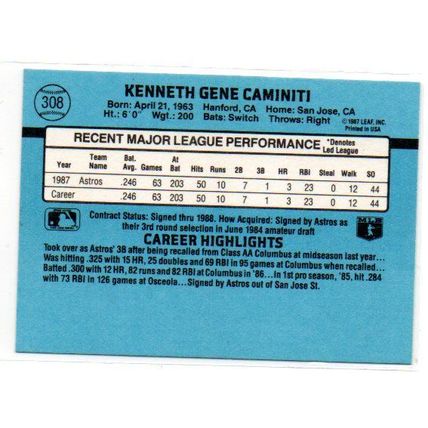 308
KENNETH GENE CAMINITI
Born: April 21, 1963 Hanford, CA Home: San Jose, CA
Ht.: 6'0" Wgt.: 200 Bats: Switch Throws: Right
© 1987 LEAF, INC.
Printed in USA
RECENT MAJOR LEAGUE PERFORMANCE *Denotes Led League
Year Team Name Bat. Avg. Games At Bat Hits Runs 2B 3B HR RBI Steal Walk SO
1987 Astros .246 63 203 50 10 7 1 3 23 0 12 44
Career .246 63 203 50 10 7 1 3 23 0 12 44
Contract Status: Signed thru 1988. How Acquired: Signed by Astros as
their 3rd round selection in June 1984 amateur draft
CAREER HIGHLIGHTS
Took over as Astros' 3B after being recalled from Class AA Columbus at midseason last year...
Was hitting .325 with 15, 25 doubles and 69 RBI in 95 games at Columbus when recalled...
Batted .300 with 12 HR, 82 runs and 82 RBI at Columbus in '86...In 1st pro season, '85, hit .284
with 73 RBI in 126 games at Osceola...Signed by Astros out of San Jose St.